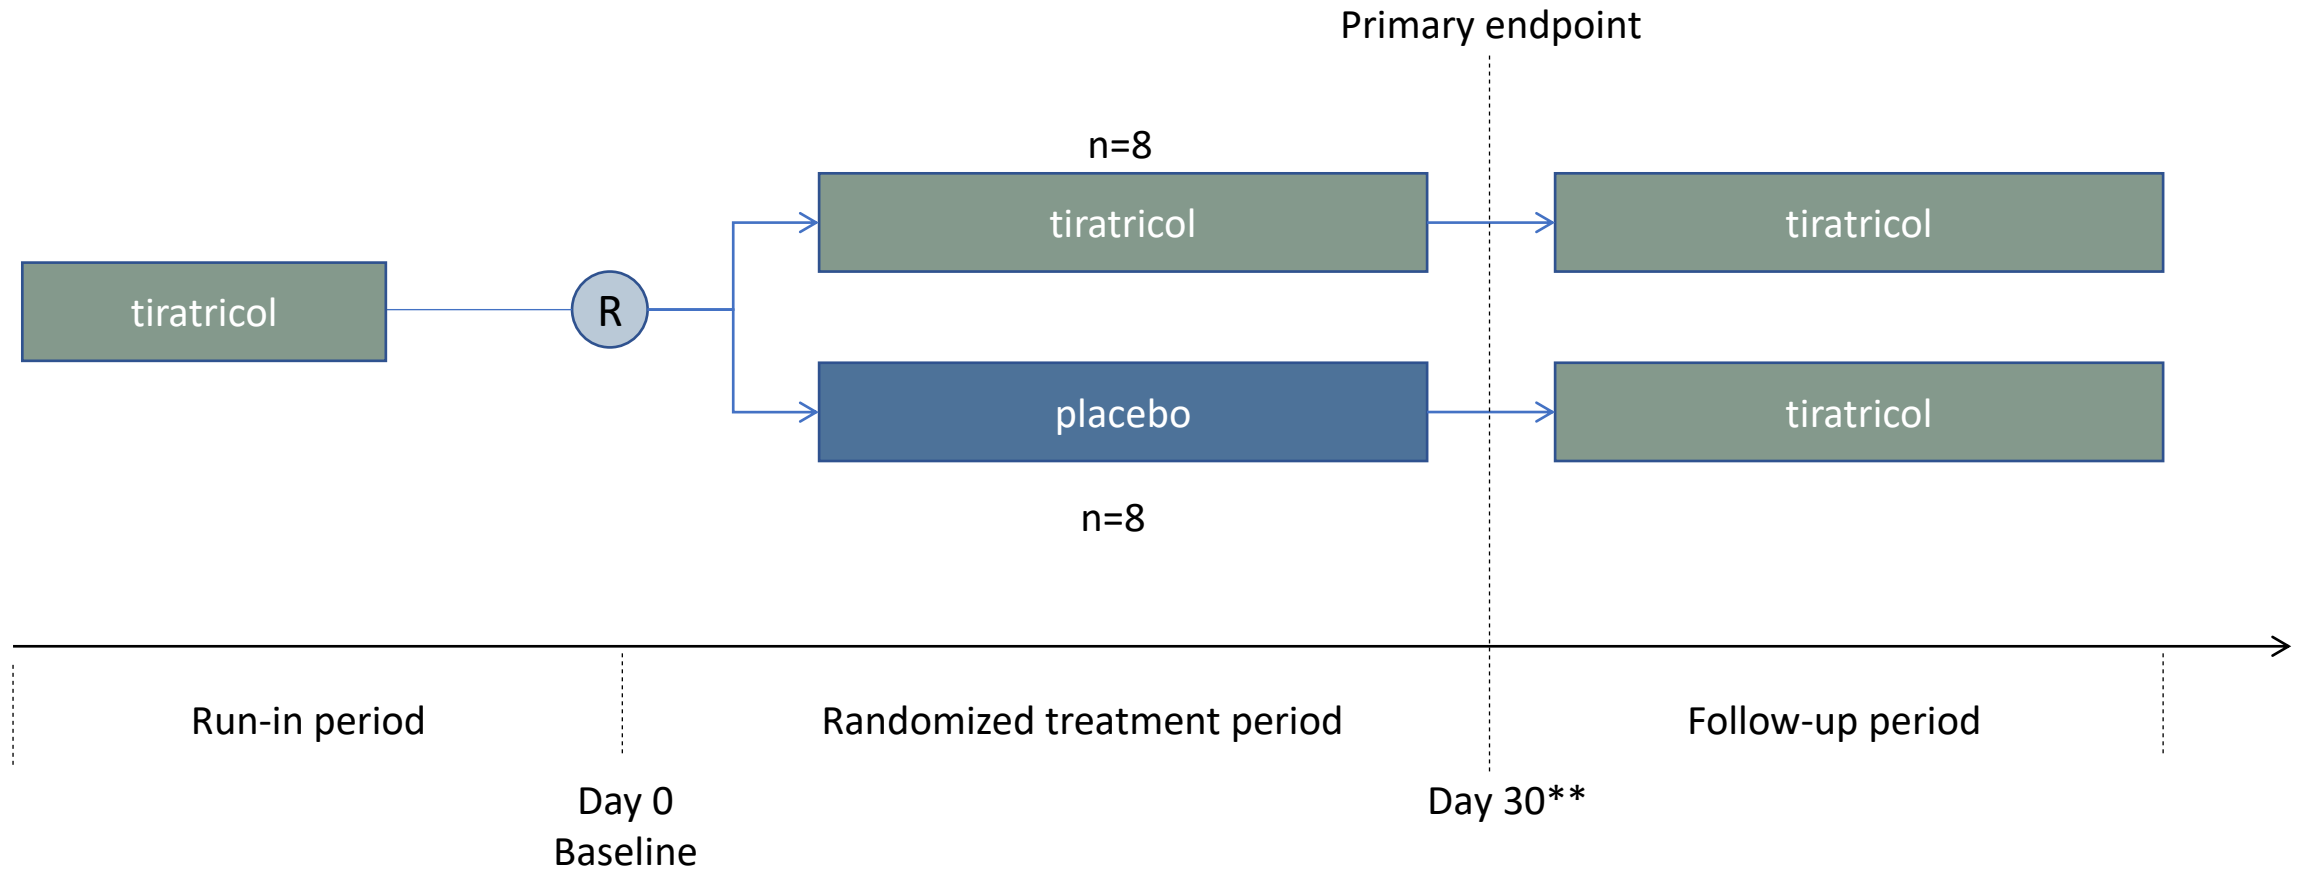 Primary endpoint
n=8
tiratricol
tiratricol
tiratricol
R
placebo
tiratricol
n=8
Run-in period
Randomized treatment period
Follow-up period
Day 0
Baseline
Day 30**